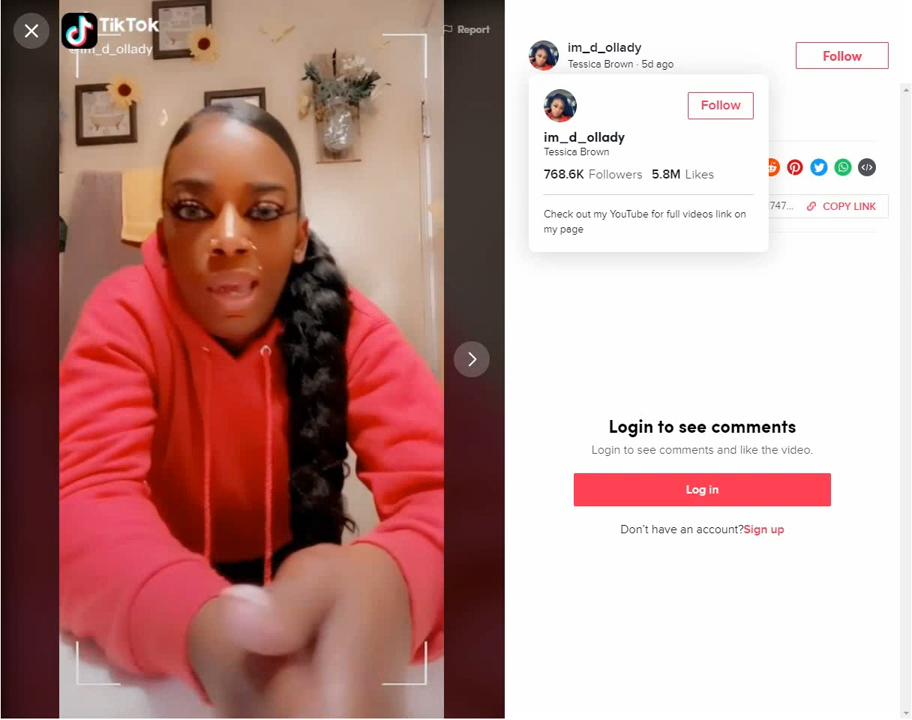 TikTok
@im_d_ollady
Report
im_d_ollady
Tessica Brown · 5d ago
Follow
Follow
im_d_ollady
Tessica Brown
768.6K Followers 5.8M Likes
Check out my YouTube for full videos link on
my page
747... COPY LINK
Login to see comments
Login to see comments and like the video.
Log in
Don't have an account?Sign up